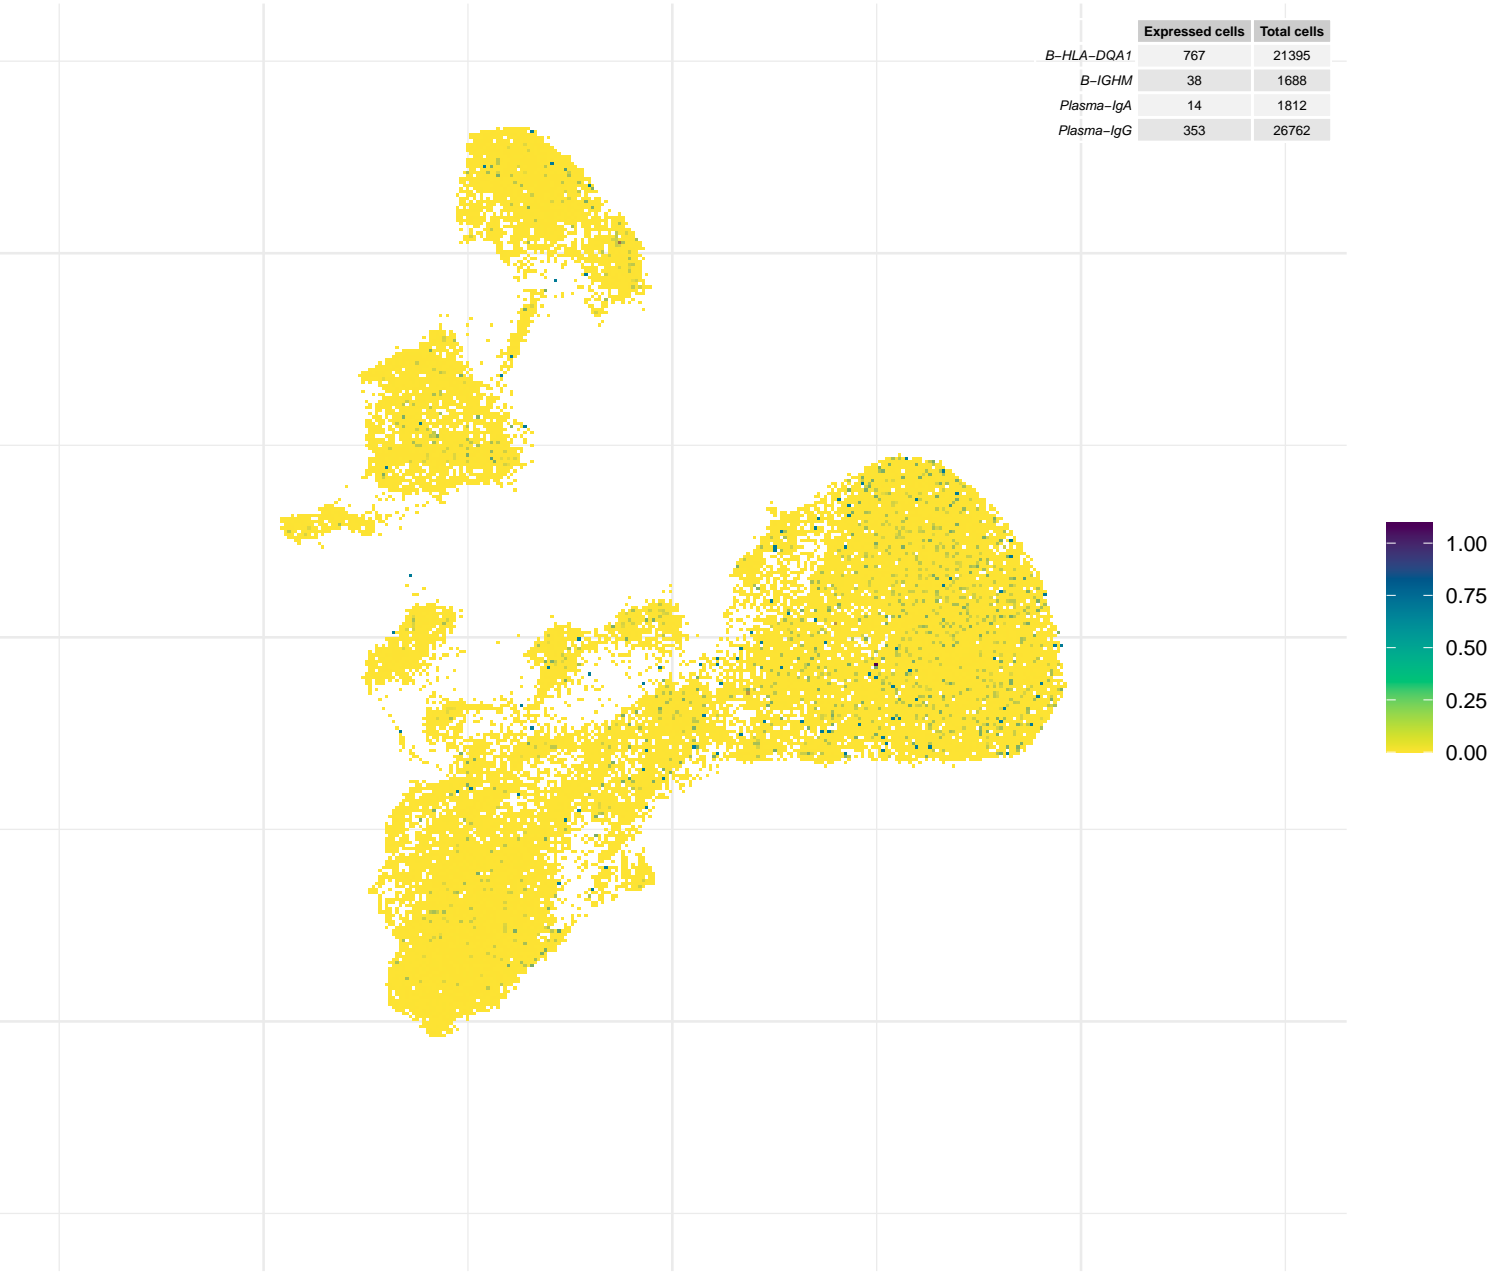 Expressed cells Total cells
B−HLA−DQA1 767 21395
B−IGHM 38 1688
Plasma−IgA 14 1812
Plasma−IgG 353 26762
1.00
0.75
0.50
0.25
0.00